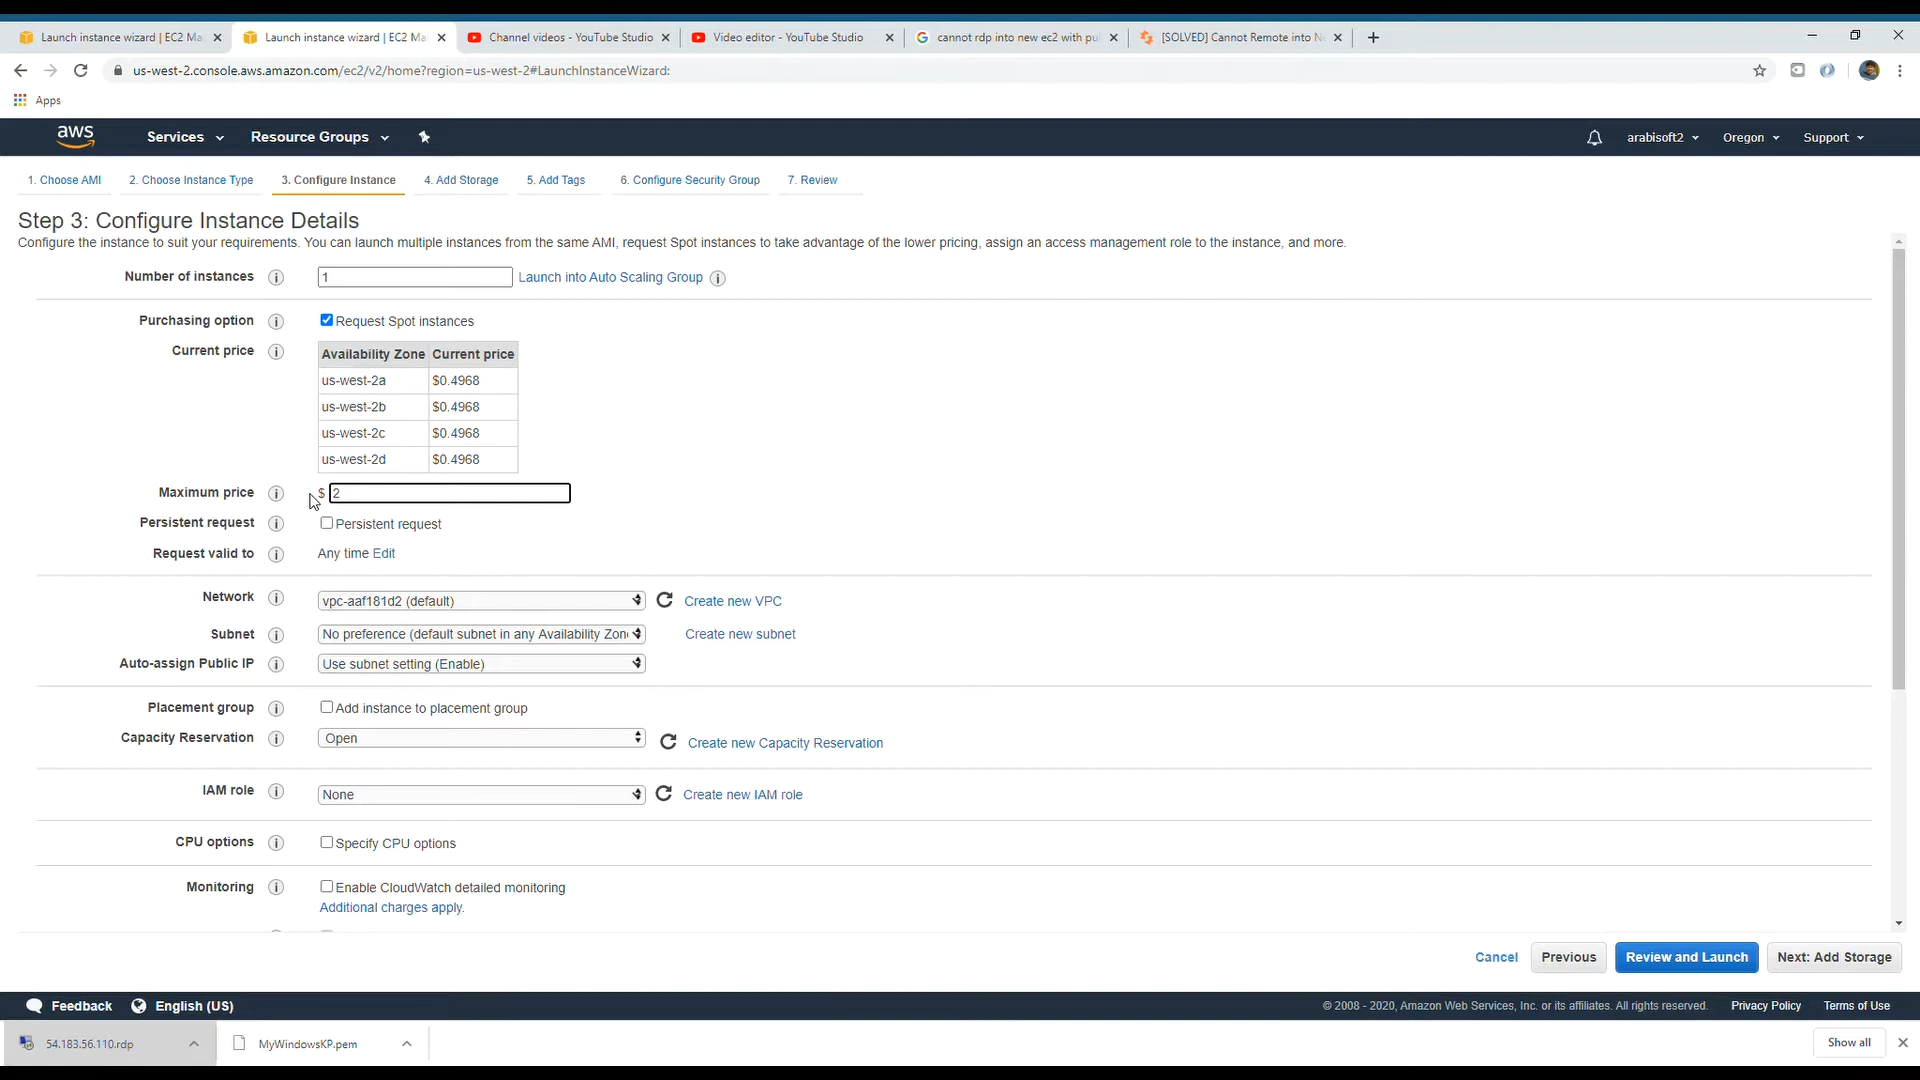 Launch instance wizard | EC2 Ma
Launch instance wizard | EC2 Ma
Channel videos - YouTube Studio
Video editor - YouTube Studio
cannot rdp into new ec2 with pu
[SOLVED] Cannot Remote into N
us-west-2.console.aws.amazon.com/ec2/v2/home?region=us-west-2#LaunchInstanceWizard:
Apps
aws
Services
Resource Groups
arabisoft2
Oregon
Support
1. Choose AMI
2. Choose Instance Type
3. Configure Instance
4. Add Storage
5. Add Tags
6. Configure Security Group
7. Review
Step 3: Configure Instance Details
Configure the instance to suit your requirements. You can launch multiple instances from the same AMI, request Spot instances to take advantage of the lower pricing, assign an access management role to the instance, and more.
Number of instances
1
Launch into Auto Scaling Group
Purchasing option
Request Spot instances
Current price
Availability Zone Current price
us-west-2a $0.4968
us-west-2b $0.4968
us-west-2c $0.4968
us-west-2d $0.4968
Maximum price
$ 2
Persistent request
Persistent request
Request valid to
Any time Edit
Network
vpc-aaf181d2 (default)
Create new VPC
Subnet
No preference (default subnet in any Availability Zon
Create new subnet
Auto-assign Public IP
Use subnet setting (Enable)
Placement group
Add instance to placement group
Capacity Reservation
Open
Create new Capacity Reservation
IAM role
None
Create new IAM role
CPU options
Specify CPU options
Monitoring
Enable CloudWatch detailed monitoring
Additional charges apply.
Cancel
Previous
Review and Launch
Next: Add Storage
Feedback
English (US)
© 2008 - 2020, Amazon Web Services, Inc. or its affiliates. All rights reserved.
Privacy Policy
Terms of Use
54.183.56.110.rdp
MyWindowsKP.pem
Show all